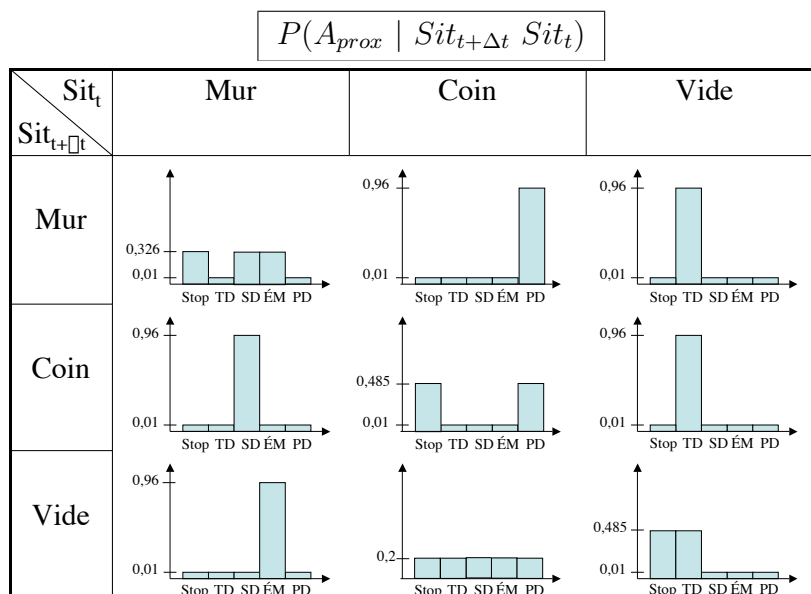 P(A_prox | Sit_{t+Δt} Sit_t)
Sit_t Mur Coin Vide
Sit_{t+▯t}
Mur
0,326
0,01
Stop TD SD ÉM PD
0,96
0,01
Stop TD SD ÉM PD
0,96
0,01
Stop TD SD ÉM PD
Coin
0,96
0,01
Stop TD SD ÉM PD
0,485
0,01
Stop TD SD ÉM PD
0,96
0,01
Stop TD SD ÉM PD
Vide
0,96
0,01
Stop TD SD ÉM PD
0,2
Stop TD SD ÉM PD
0,485
0,01
Stop TD SD ÉM PD